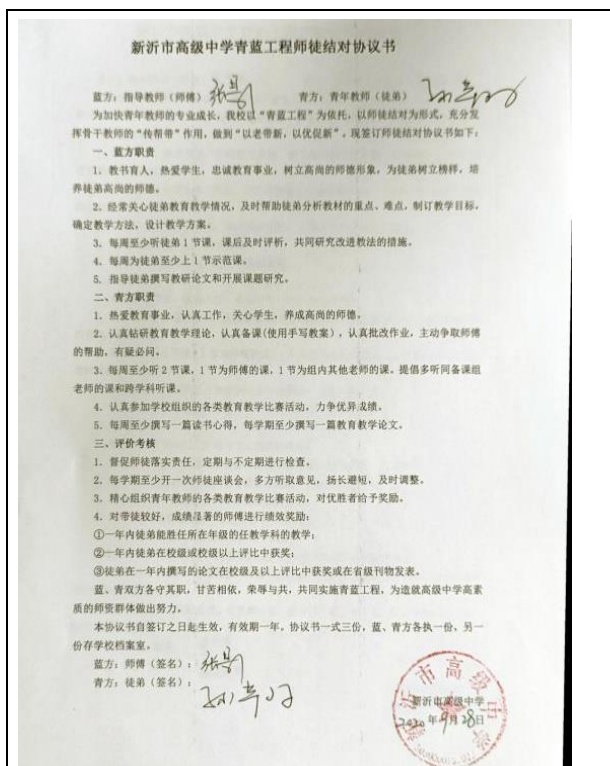 新沂市高级中学青蓝工程师徒结对协议书
蓝方：指导教师（师傅） 青方：青年教师（徒弟）
为加快青年教师的专业成长，我校以“青蓝工程”为依托，以师徒结对为形式，充分发
挥骨干教师的“传帮带”作用，做到“以老带新，以优促新”。现签订师徒结对协议书如下：
一、蓝方职责
1．教书育人，热爱学生，忠诚教育事业，树立高尚的师德形象，为徒弟树立榜样，培
养徒弟高尚的师德。
2．经常关心徒弟教育教学情况，及时帮助徒弟分析教材的重点、难点，制订教学目标，
确定教学方法，设计教学方案。
3．每周至少听徒弟1节课，课后及时评析，共同研究改进教法的措施。
4．每周为徒弟至少上1节示范课。
5．指导徒弟撰写教研论文和开展课题研究。
二、青方职责
1．热爱教育事业，认真工作，关心学生，养成高尚的师德。
2．认真钻研教育教学理论，认真备课(使用手写教案)，认真批改作业，主动争取师傅
的帮助，有疑必问。
3．每周至少听2节课，1节为师傅的课，1节为组内其他老师的课。提倡多听同备课组
老师的课和跨学科听课。
4．认真参加学校组织的各类教育教学比赛活动，力争优异成绩。
5．每周至少撰写一篇读书心得，每学期至少撰写一篇教育教学论文。
三、评价考核
1．督促师徒落实责任，定期与不定期进行检查。
2．每学期至少开一次师徒座谈会，多方听取意见，扬长避短，及时调整。
3．精心组织青年教师的各类教育教学比赛活动，对优胜者给予奖励。
4．对带徒较好，成绩显著的师傅进行绩效奖励：
①一年内徒弟能胜任所在年级的任教学科的教学；
②一年内徒弟在校级或校级以上评比中获奖；
③徒弟在一年内撰写的论文在校级及以上评比中获奖或在省级刊物发表。
蓝、青双方各守其职，甘苦相依，荣辱与共，共同实施青蓝工程，为造就高级中学高素
质的师资群体做出努力。
本协议书自签订之日起生效，有效期一年。协议书一式三份，蓝、青方各执一份、另一
份存学校档案室。
蓝方：师傅（签名）：
青方：徒弟（签名）：
新沂市高级中学
新沂市高级中学
2020年9月28日